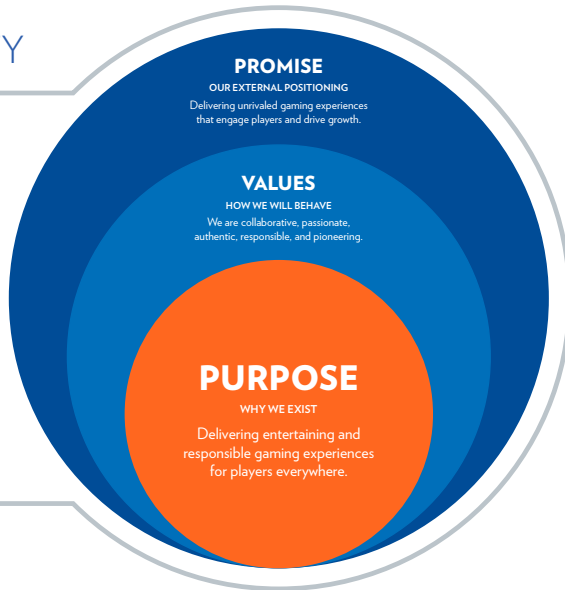 Y
PROMISE
OUR EXTERNAL POSITIONING
Delivering unrivaled gaming experiences
that engage players and drive growth.
VALUES
HOW WE WILL BEHAVE
We are collaborative, passionate,
authentic, responsible, and pioneering.
PURPOSE
WHY WE EXIST
Delivering entertaining and
responsible gaming experiences
for players everywhere.